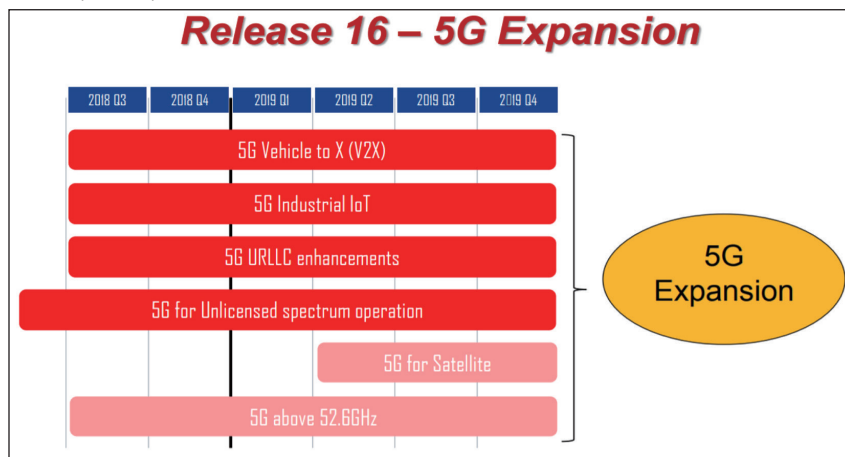 Release 16 – 5G Expansion
2018 Q3 2018 Q4 2019 Q1 2019 Q2 2019 Q3 2019 Q4
5G Vehicle to X (V2X)
5G Industrial IoT
5G URLLC enhancements
5G for Unlicensed spectrum operation
5G for Satellite
5G above 52.6GHz
5G
Expansion